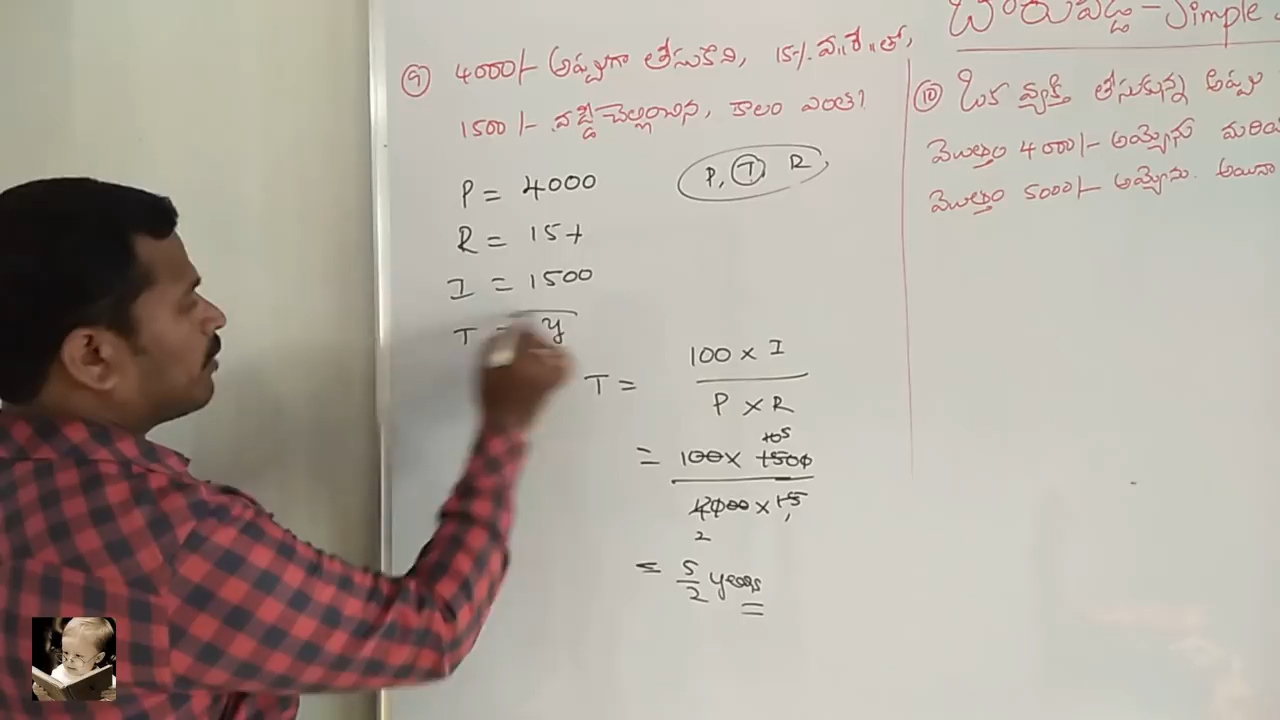 బారువడ్డీ - Simple
⑨ 4000/- అప్పుగా తీసుకొని, 15% వ॥రే॥తో,
1500/- వడ్డీ చెల్లించిన, కాలం ఎంత?
P = 4000
R = 15%
I = 1500
T = y
P, T, R
T = 100 x I
P x R
= 100 x 1500
105
4000 x 15
2
= 5/2 years
⑩ ఒక వ్యక్తి తీసుకున్న అప్పు
మొత్తం 4000/- అయ్యెను మరియు
మొత్తం 5000/- అయ్యెను. అయినా